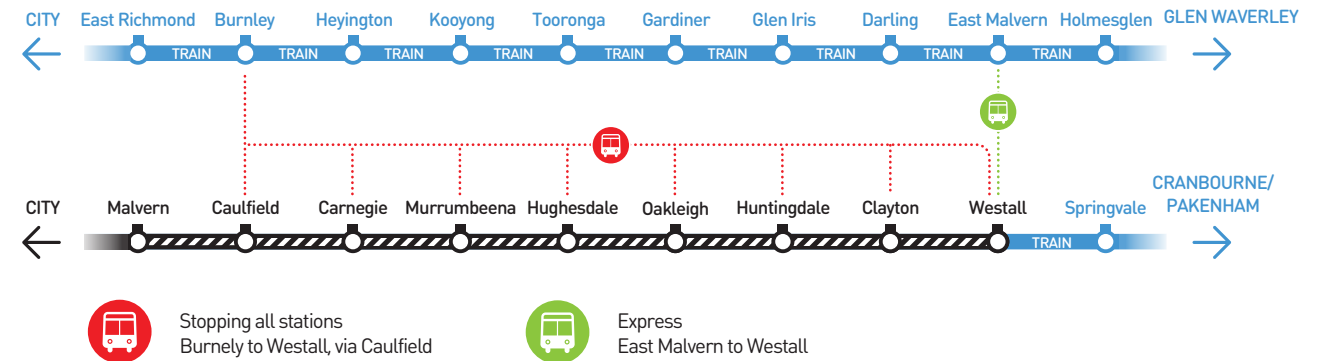 CITY East Richmond Burnley Heyington Kooyong Tooronga Gardiner Glen Iris Darling East Malvern Holmesglen GLEN WAVERLEY
TRAIN TRAIN TRAIN TRAIN TRAIN TRAIN TRAIN TRAIN TRAIN
CRANBOURNE/
PAKENHAM
CITY Malvern Caulfield Carnegie Murrumbeena Hughesdale Oakleigh Huntingdale Clayton Westall Springvale
TRAIN
Stopping all stations
Burnely to Westall, via Caulfield
Express
East Malvern to Westall